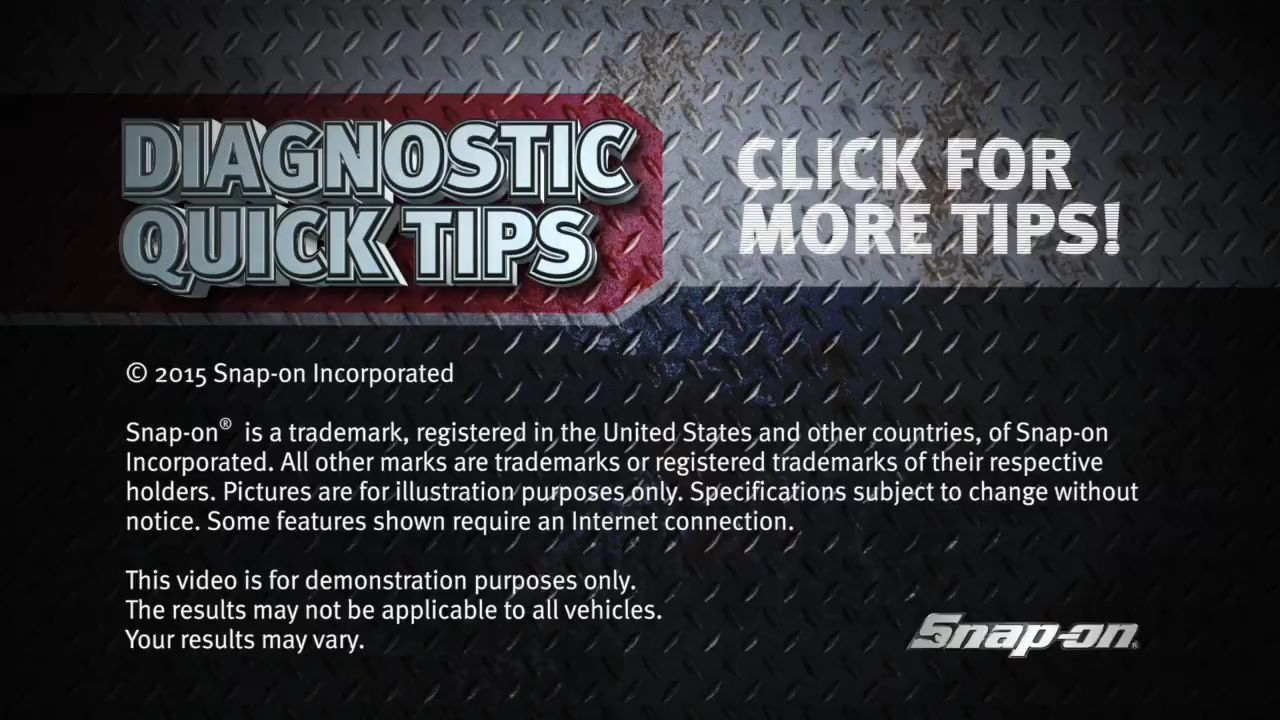 DIAGNOSTIC
QUICK TIPS
CLICK FOR
MORE TIPS!
© 2015 Snap-on Incorporated
Snap-on® is a trademark, registered in the United States and other countries, of Snap-on
Incorporated. All other marks are trademarks or registered trademarks of their respective
holders. Pictures are for illustration purposes only. Specifications subject to change without
notice. Some features shown require an Internet connection.
This video is for demonstration purposes only.
The results may not be applicable to all vehicles.
Your results may vary.
Snap-on®